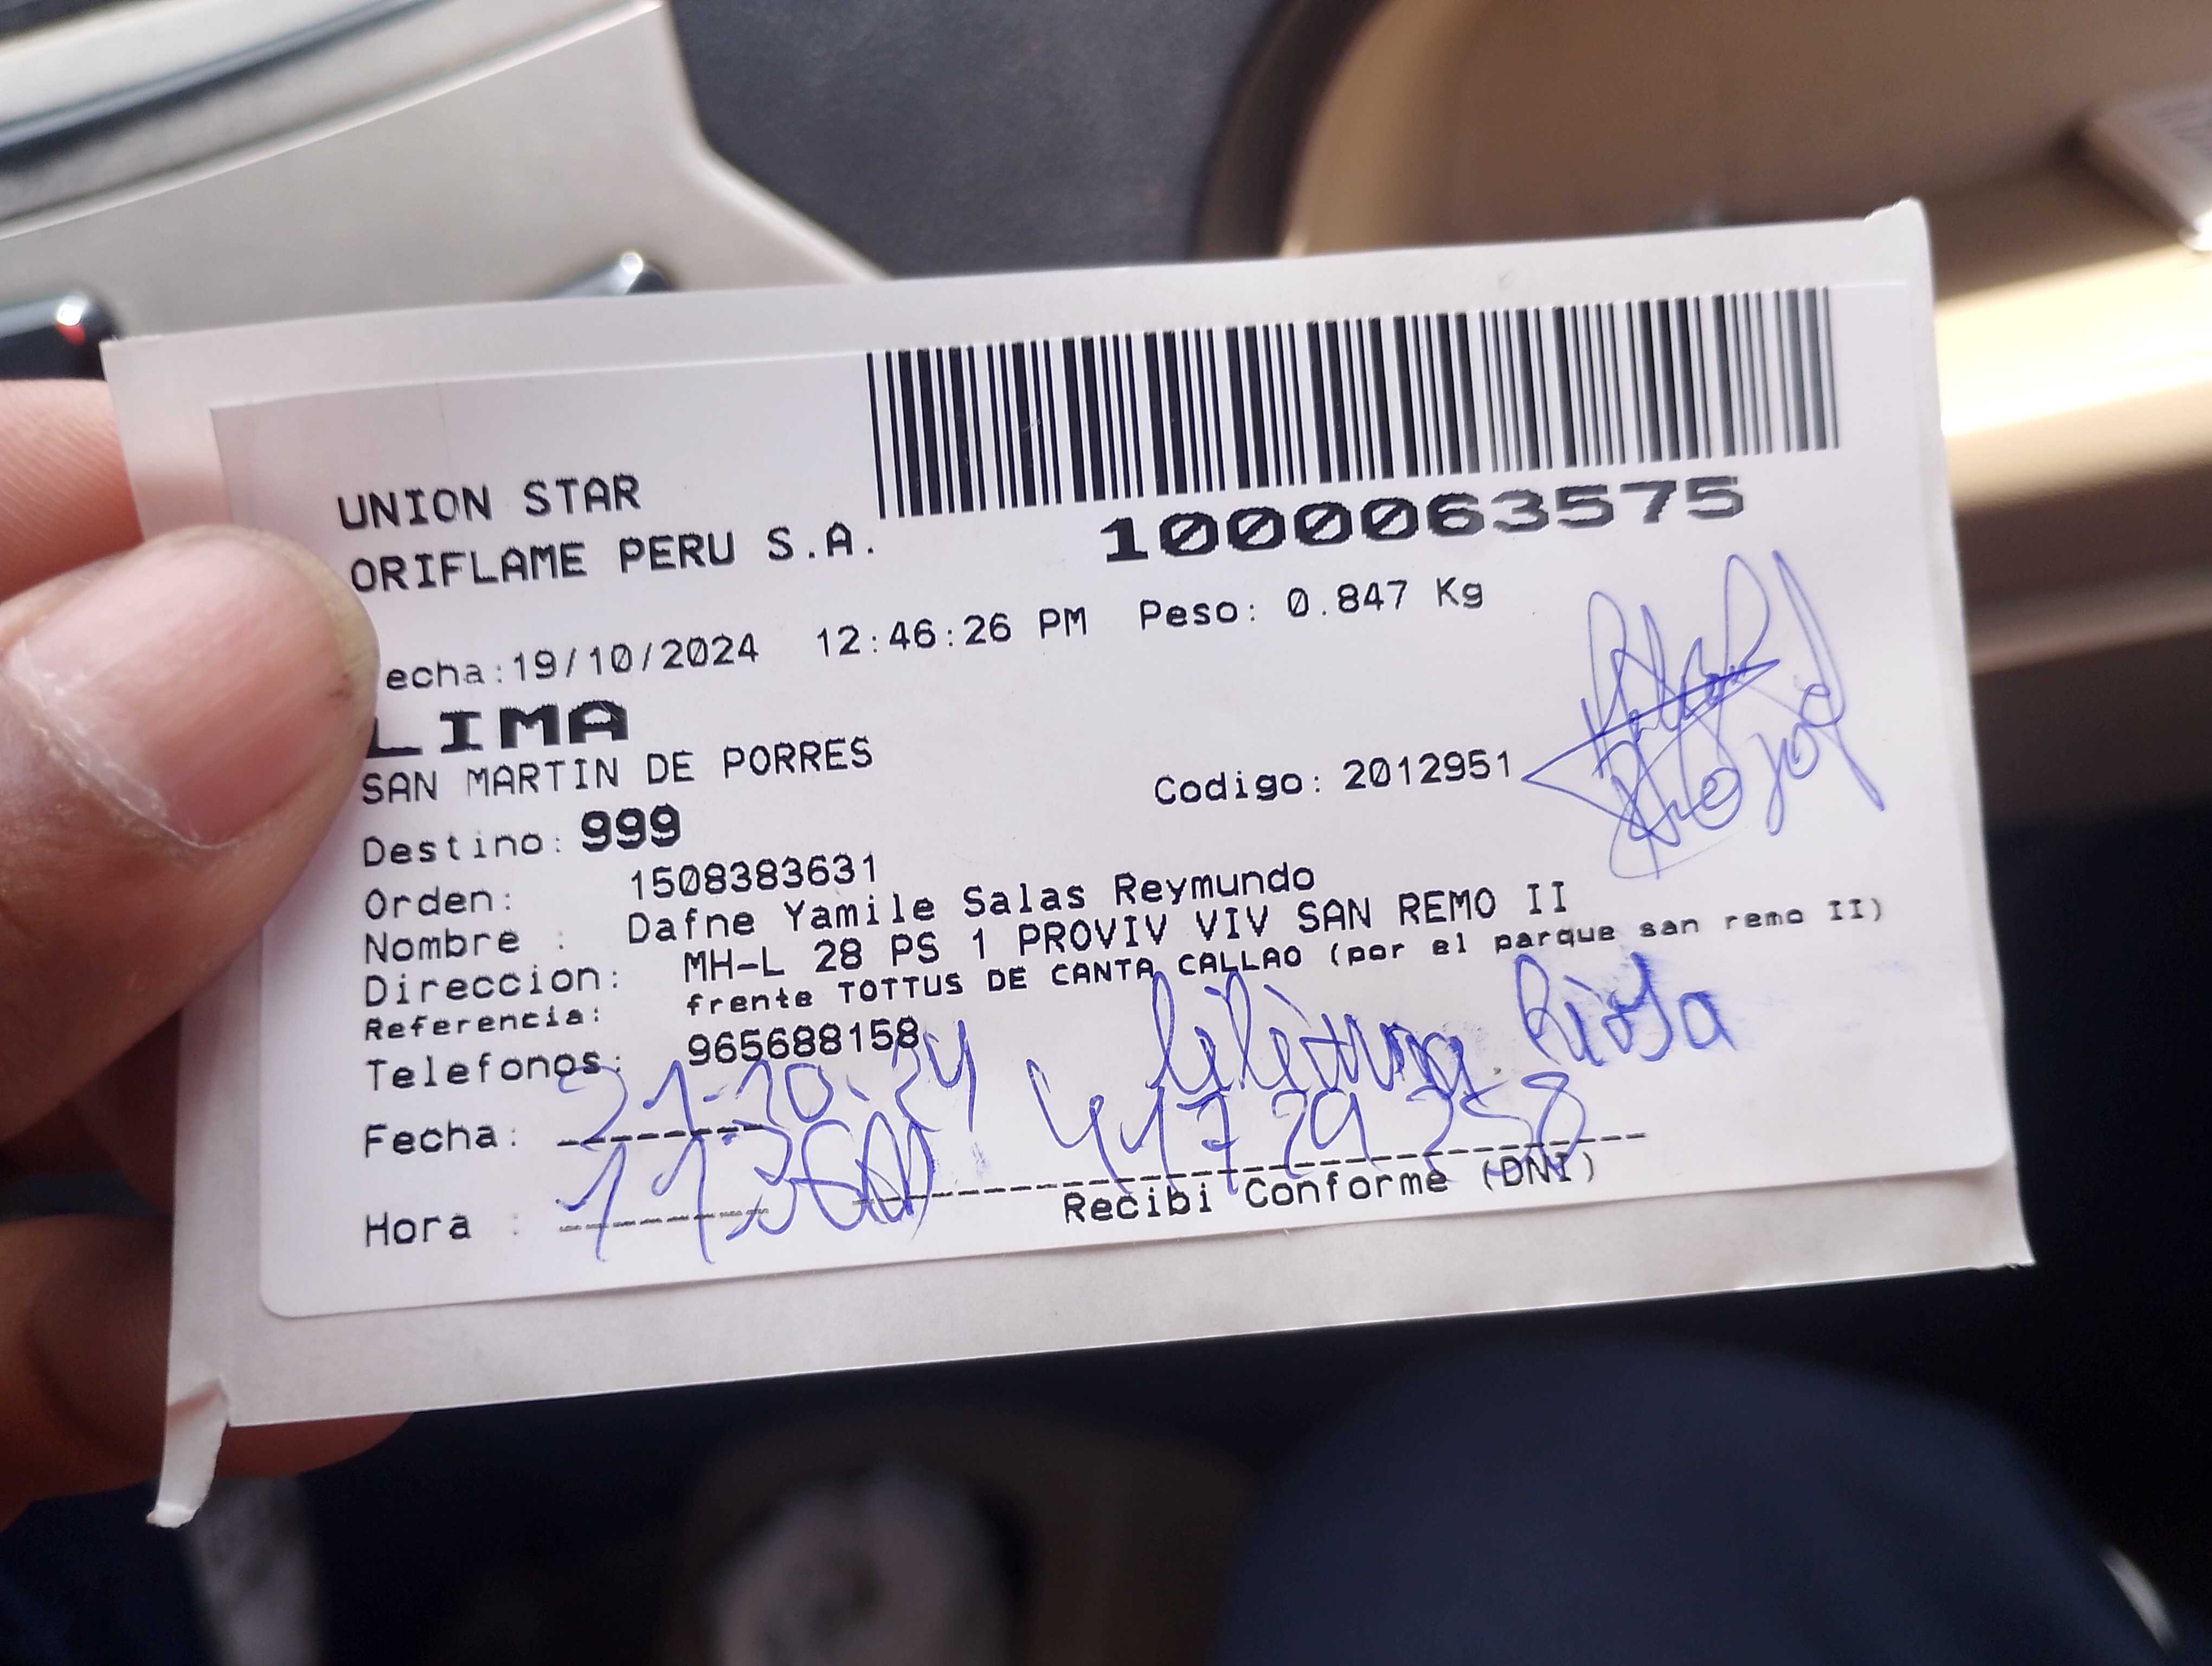 UNION STAR
ORIFLAME PERU S.A.
1000063575
echa:19/10/2024 12:46:26 PM Peso: 0.847 Kg
LIMA
SAN MARTIN DE PORRES
Codigo: 2012951
Destino: 999
Orden: 1508383631
Nombre : Dafne Yamile Salas Reymundo
Direccion: MH-L 28 PS 1 PROVIV VIV SAN REMO II
Referencia: frente TOTTUS DE CANTA CALLAO (por el parque san remo II)
Telefonos: 965688158
Fecha: 21-10-24
Hora :
Recibi Conforme (DNI)